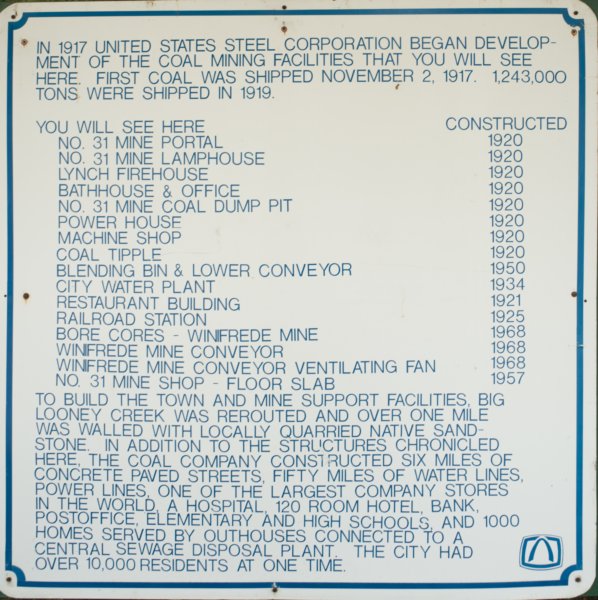 IN 1917 UNITED STATES STEEL CORPORATION BEGAN DEVELOP-
MENT OF THE COAL MINING FACILITIES THAT YOU WILL SEE
HERE. FIRST COAL WAS SHIPPED NOVEMBER 2, 1917. 1,243,000
TONS WERE SHIPPED IN 1919.
YOU WILL SEE HERE CONSTRUCTED
NO. 31 MINE PORTAL 1920
NO. 31 MINE LAMPHOUSE 1920
LYNCH FIREHOUSE 1920
BATHHOUSE & OFFICE 1920
NO. 31 MINE COAL DUMP PIT 1920
POWER HOUSE 1920
MACHINE SHOP 1920
COAL TIPPLE 1920
BLENDING BIN & LOWER CONVEYOR 1950
CITY WATER PLANT 1934
RESTAURANT BUILDING 1921
RAILROAD STATION 1925
BORE CORES - WINIFREDE MINE 1968
WINIFREDE MINE CONVEYOR 1968
WINIFREDE MINE CONVEYOR VENTILATING FAN 1968
NO. 31 MINE SHOP - FLOOR SLAB 1957
TO BUILD THE TOWN AND MINE SUPPORT FACILITIES, BIG
LOONEY CREEK WAS REROUTED AND OVER ONE MILE
WAS WALLED WITH LOCALLY QUARRIED NATIVE SAND-
STONE. IN ADDITION TO THE STRUCTURES CHRONICLED
HERE, THE COAL COMPANY CONSTRUCTED SIX MILES OF
CONCRETE PAVED STREETS, FIFTY MILES OF WATER LINES,
POWER LINES, ONE OF THE LARGEST COMPANY STORES
IN THE WORLD, A HOSPITAL, 120 ROOM HOTEL, BANK,
POSTOFFICE, ELEMENTARY AND HIGH SCHOOLS, AND 1000
HOMES SERVED BY OUTHOUSES CONNECTED TO A
CENTRAL SEWAGE DISPOSAL PLANT. THE CITY HAD
OVER 10,000 RESIDENTS AT ONE TIME.